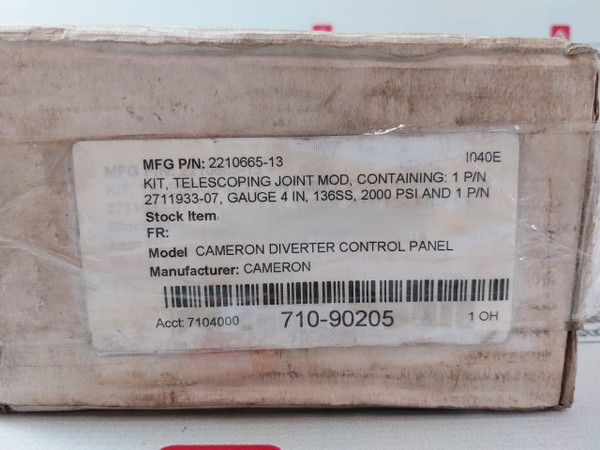 MFG P/N: 2210665-13 I040E
KIT, TELESCOPING JOINT MOD, CONTAINING: 1 P/N
2711933-07, GAUGE 4 IN, 136SS, 2000 PSI AND 1 P/N
Stock Item
FR:
Model CAMERON DIVERTER CONTROL PANEL
Manufacturer: CAMERON
Acct: 7104000 710-90205 1 OH